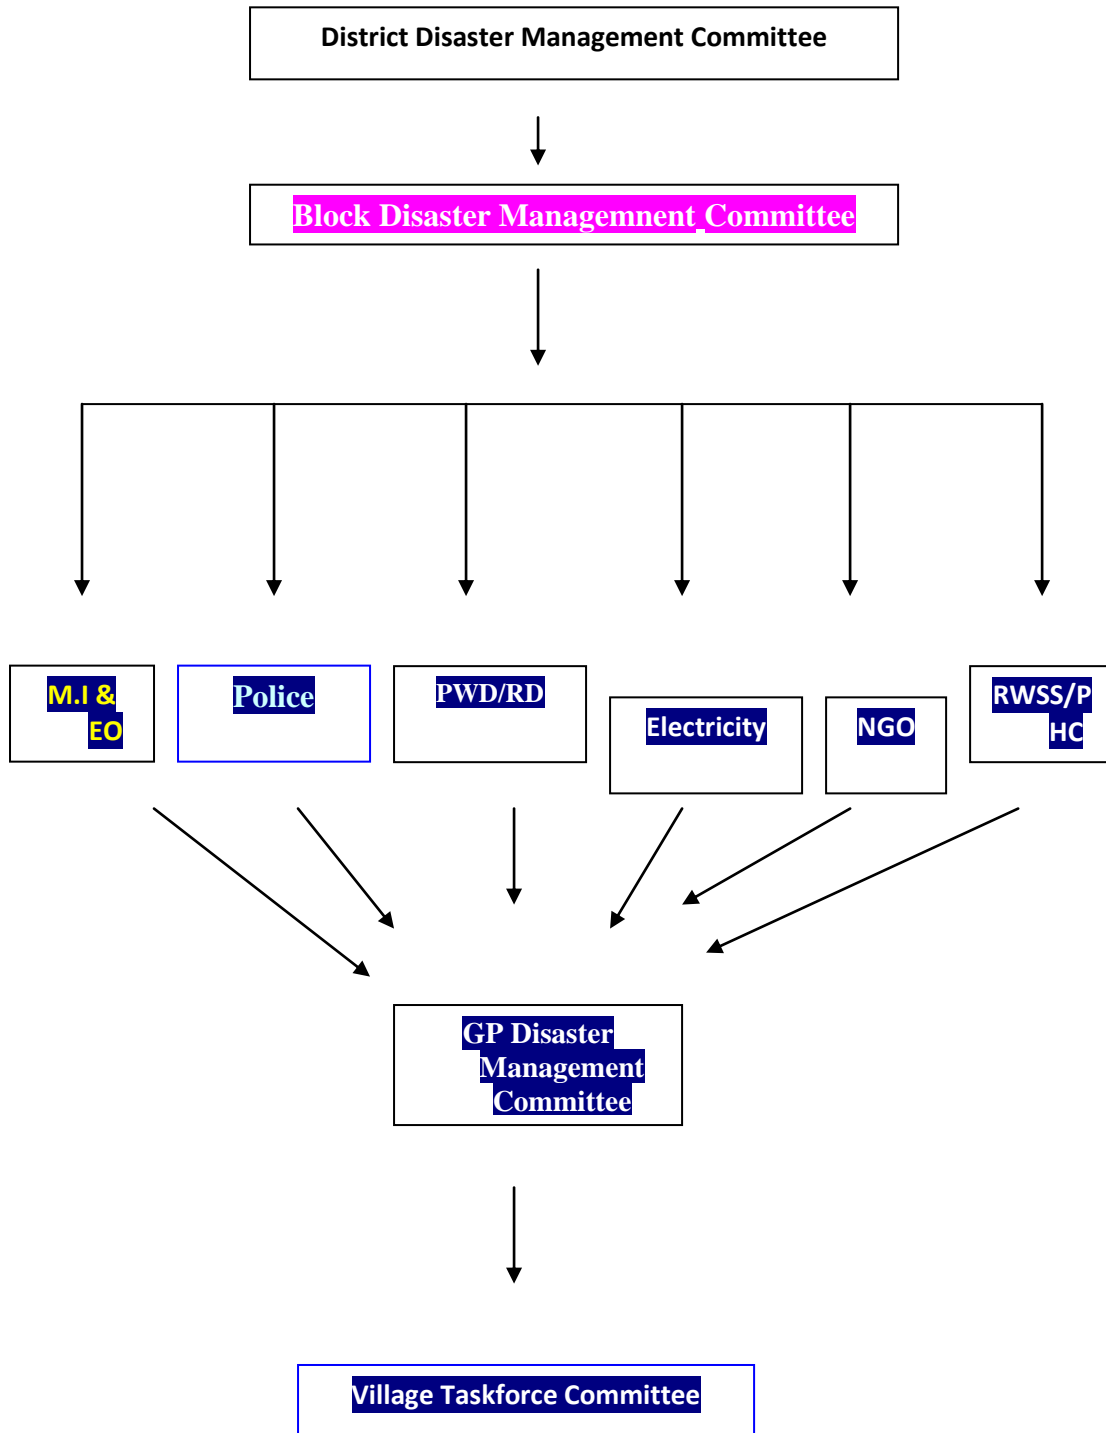 District Disaster Management Committee
Block Disaster Managemnent Committee
M.I &
EO
Police
PWD/RD
Electricity
NGO
RWSS/P
HC
GP Disaster
Management
Committee
Village Taskforce Committee